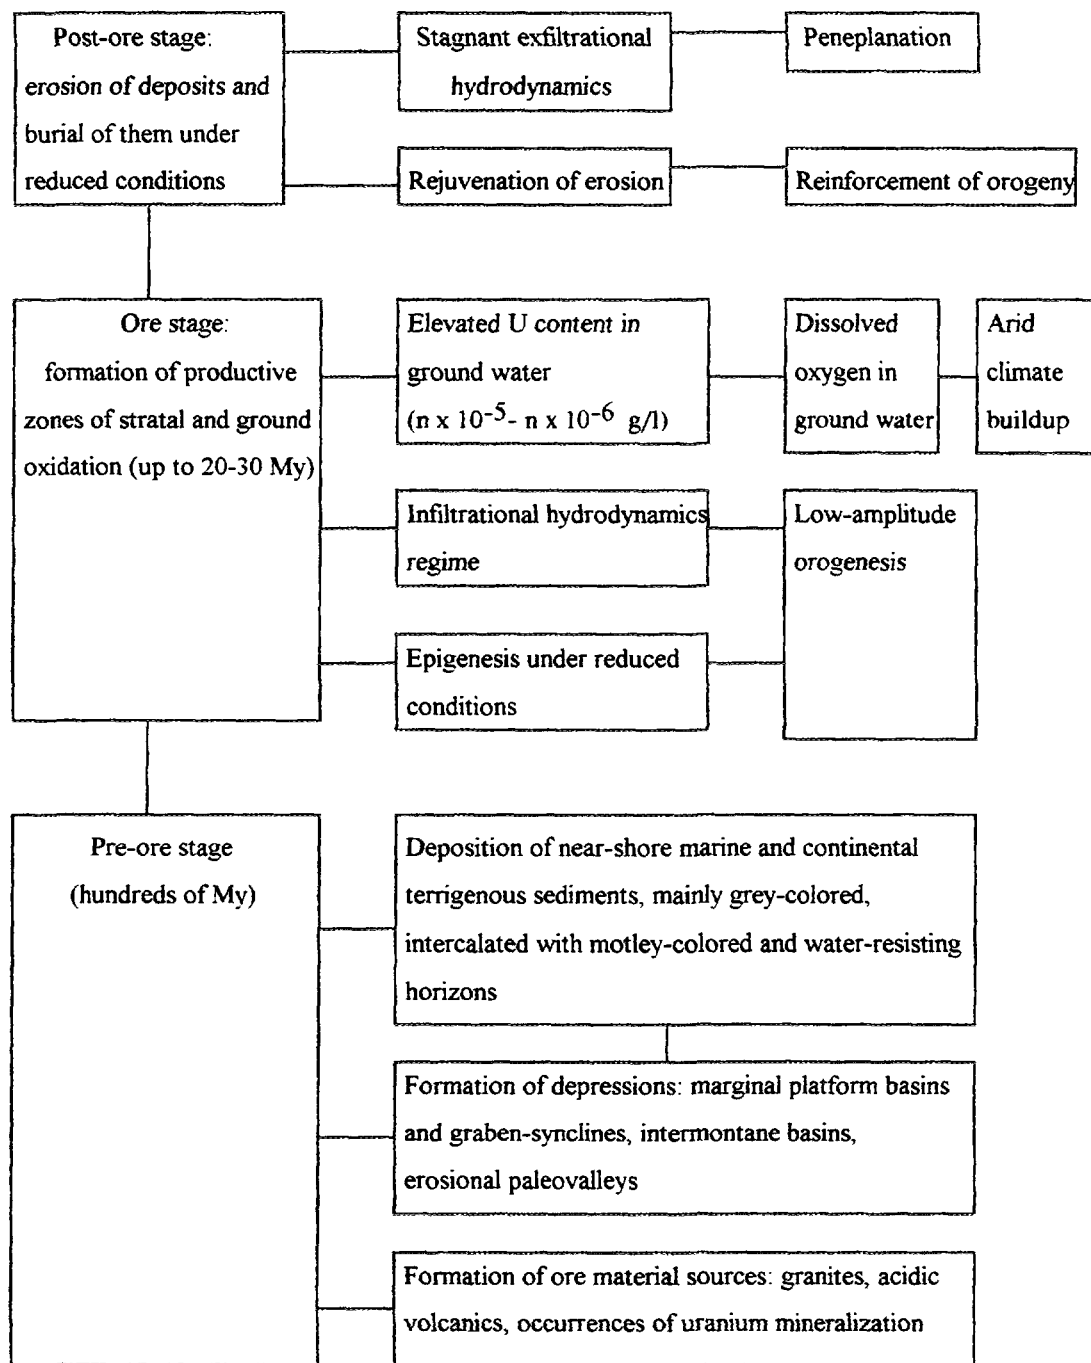 Post-ore stage:
erosion of deposits and
burial of them under
reduced conditions
Stagnant exfiltrational
hydrodynamics
Peneplanation
Rejuvenation of erosion
Reinforcement of orogeny
Ore stage:
formation of productive
zones of stratal and ground
oxidation (up to 20-30 My)
Elevated U content in
ground water
(n x 10⁻⁵- n x 10⁻⁶ g/l)
Dissolved
oxygen in
ground water
Arid
climate
buildup
Infiltrational hydrodynamics
regime
Low-amplitude
orogenesis
Epigenesis under reduced
conditions
Pre-ore stage
(hundreds of My)
Deposition of near-shore marine and continental
terrigenous sediments, mainly grey-colored,
intercalated with motley-colored and water-resisting
horizons
Formation of depressions: marginal platform basins
and graben-synclines, intermontane basins,
erosional paleovalleys
Formation of ore material sources: granites, acidic
volcanics, occurrences of uranium mineralization